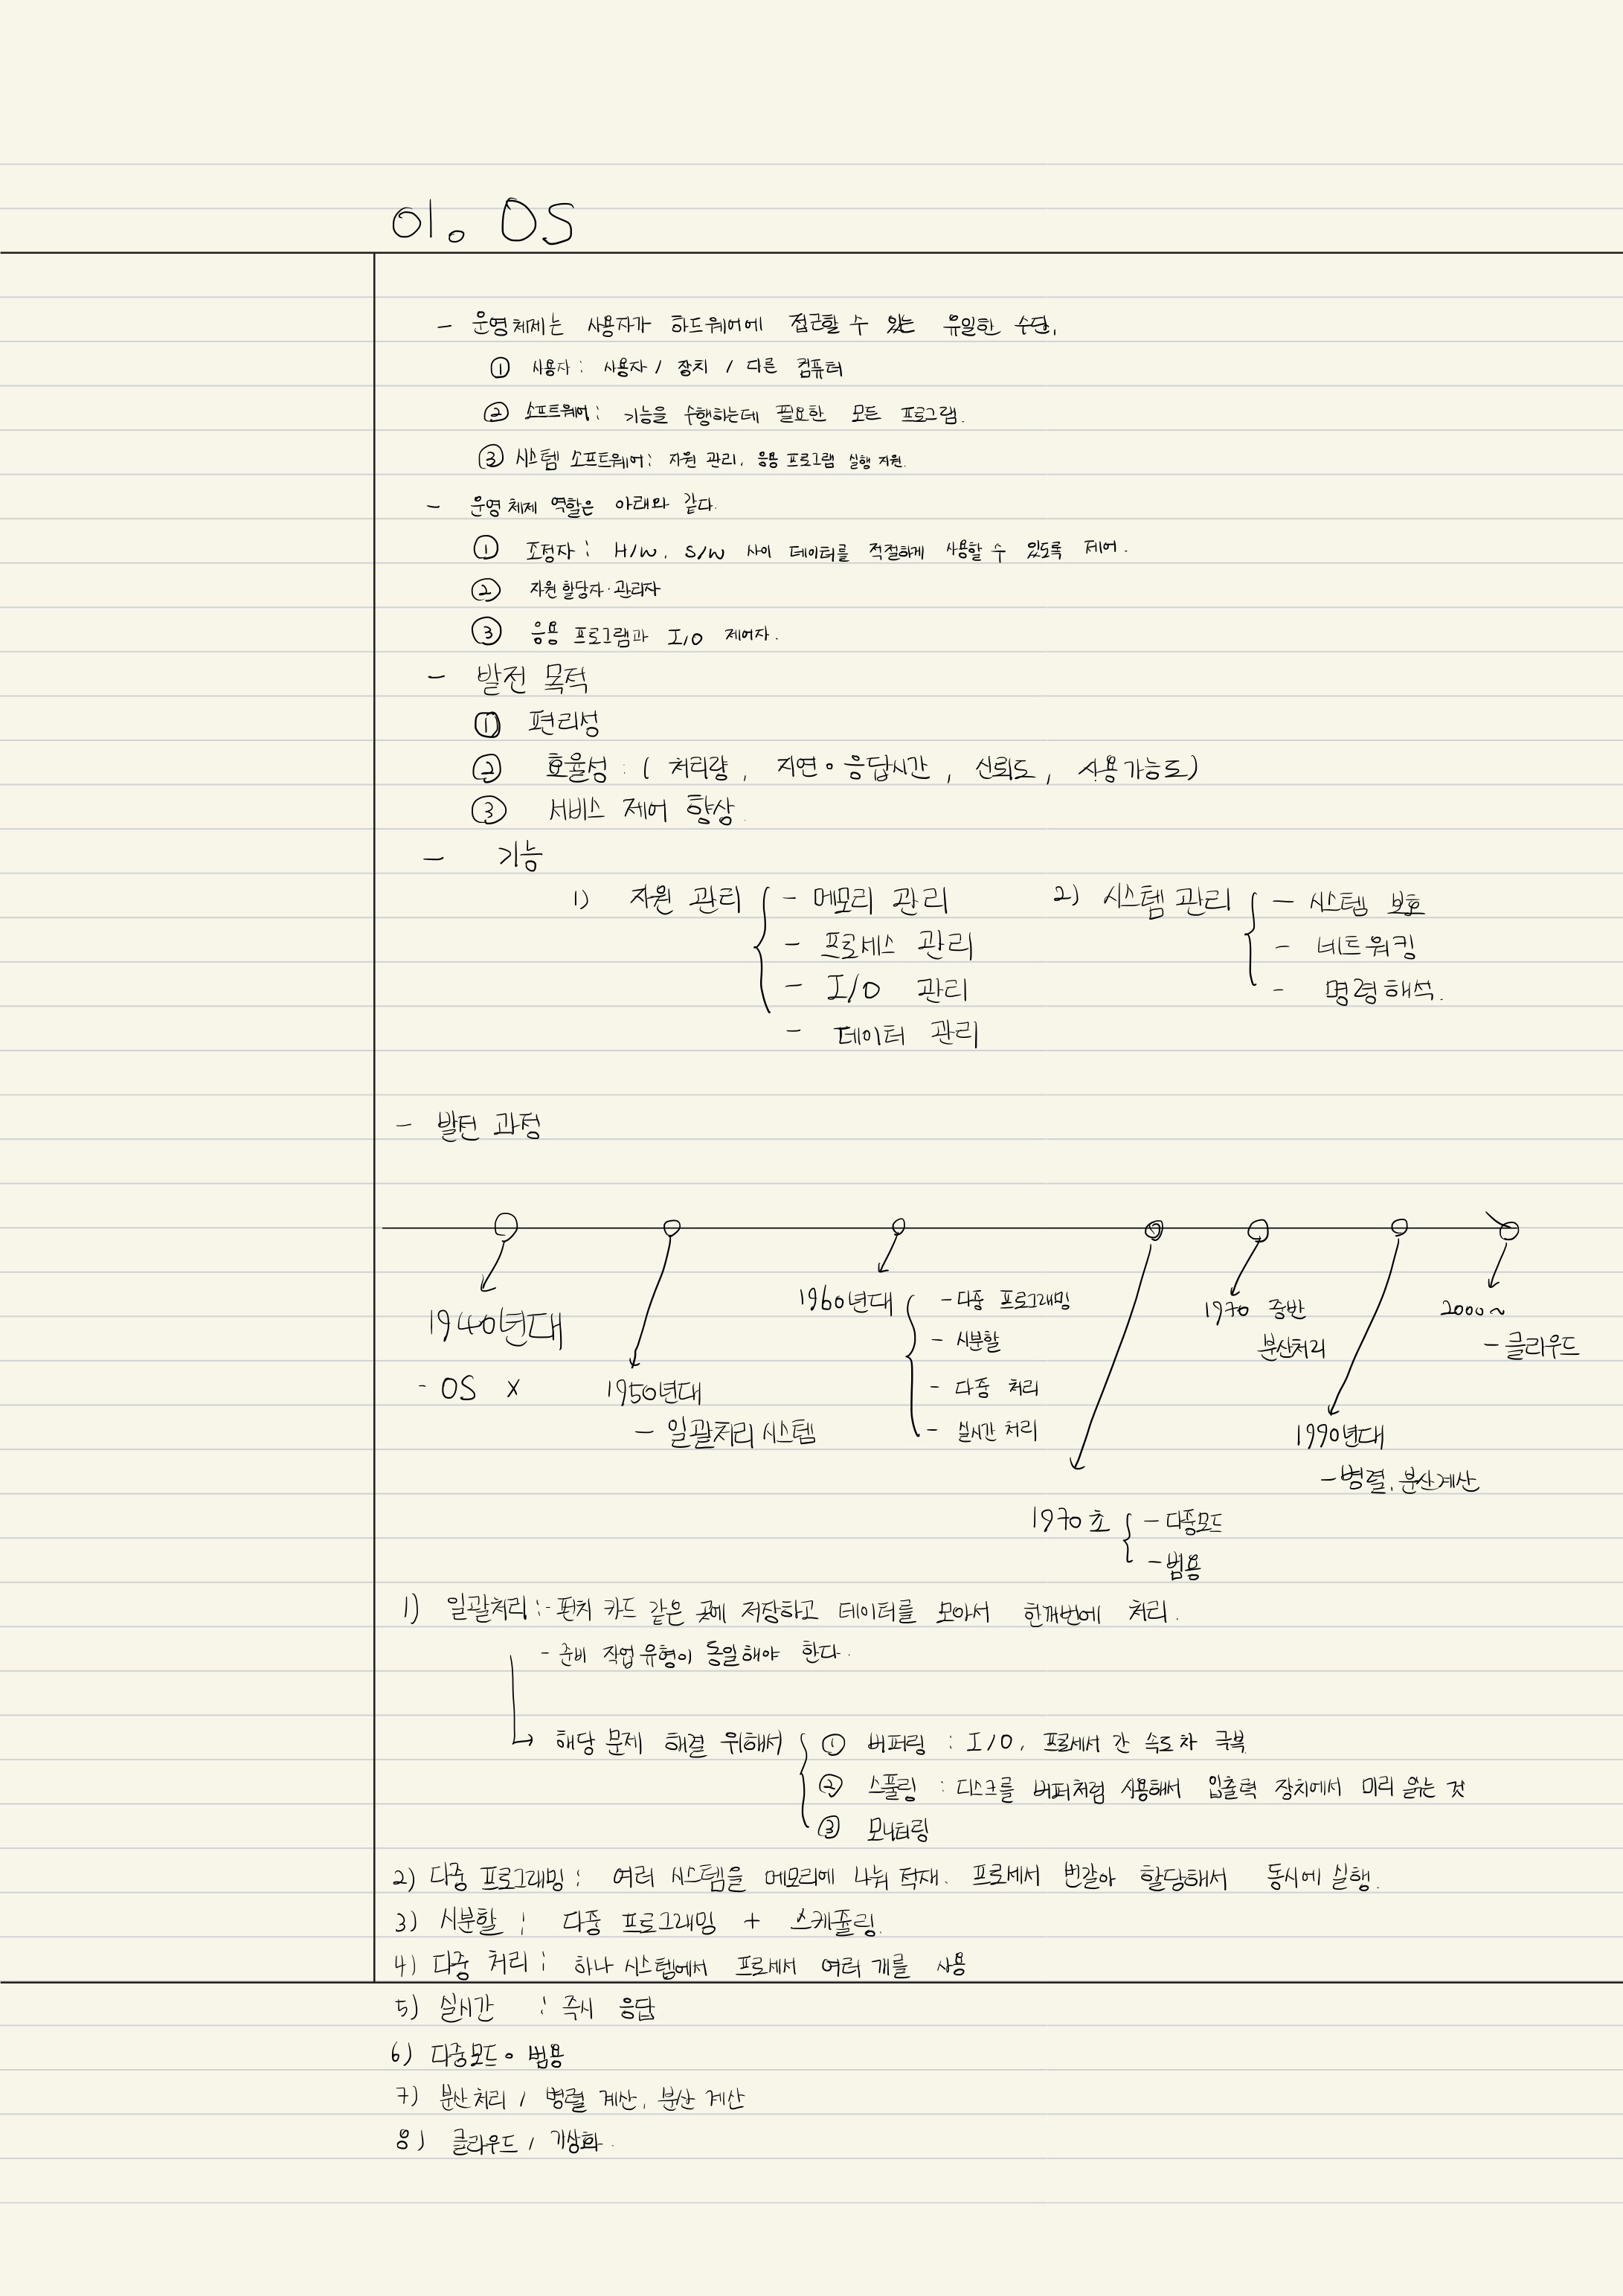 01. OS
- 운영체제는 사용자가 하드웨어에 접근할 수 있는 유일한 수단.
① 사용자 : 사용자 / 장치 / 다른 컴퓨터
② 소프트웨어 : 기능을 수행하는데 필요한 모든 프로그램.
③ 시스템 소프트웨어 : 자원 관리, 응용 프로그램 실행 지원.
- 운영체제 역할은 아래와 같다.
① 조정자 : H/W, S/W 사이 데이터를 적절하게 사용할 수 있도록 제어.
② 자원 할당자·관리자
③ 응용 프로그램과 I/O 제어자.
- 발전 목적
① 편리성
② 효율성 : ( 처리량, 지연·응답시간, 신뢰도, 사용가능도)
③ 서비스 제어 향상.
- 기능
1) 자원 관리
- 메모리 관리
- 프로세스 관리
- I/O 관리
- 데이터 관리
2) 시스템 관리
- 시스템 보호
- 네트워킹
- 명령해석.
- 발전 과정
1940년대
- OS X
1950년대
- 일괄처리 시스템
1960년대
- 다중 프로그래밍
- 시분할
- 다중 처리
- 실시간 처리
1970 초
- 다중모드
- 범용
1970 중반
분산처리
1990년대
- 병렬, 분산계산
2000~
- 클라우드
1) 일괄처리 : - 펀치 카드 같은 곳에 저장하고 데이터를 모아서 한꺼번에 처리.
- 준비 작업 유형이 동일해야 한다.
해당 문제 해결 위해서
① 버퍼링 : I/O, 프로세서 간 속도차 극복
② 스풀링 : 디스크를 버퍼처럼 사용해서 입출력 장치에서 미리 읽는 것
③ 모니터링
2) 다중 프로그래밍 : 여러 시스템을 메모리에 나눠 적재. 프로세서 번갈아 할당해서 동시에 실행.
3) 시분할 : 다중 프로그래밍 + 스케줄링.
4) 다중 처리 : 하나 시스템에서 프로세서 여러 개를 사용
5) 실시간 : 즉시 응답
6) 다중모드·범용
7) 분산처리 / 병렬 계산, 분산 계산
8) 클라우드 / 가상화.